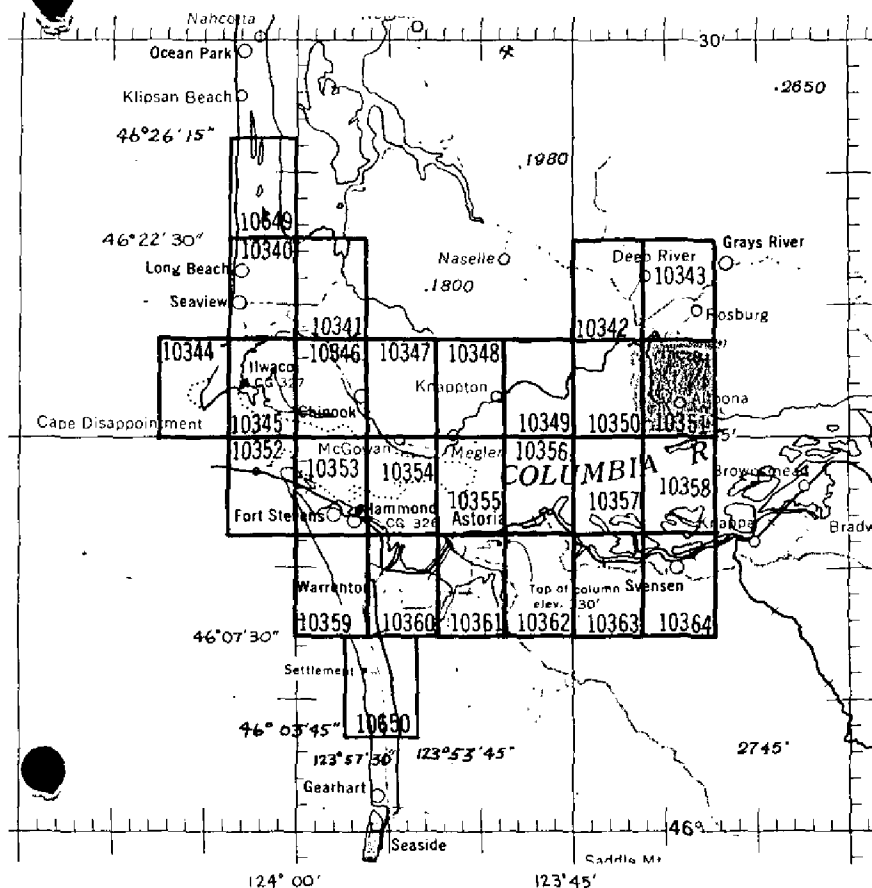 Nahcotta
Ocean Park
30'
.2650
Klipsan Beach
46°26'15"
.1980
10649
46°22'30"
10340
Grays River
Deep River
Naselle
10343
Long Beach
.1800
Seaview
Rosburg
10341
10342
10344
10346
10347
10348
Ilwaco
CG 327
Knappton
Chinook
Cape Disappointment
10345
10349
10350
10351
10352
McGowan
Megler
10356
5'
10353
10354
COLUMBIA R
10358
10355
10357
Fort Stevens
Hammond
CG 326
Astoria
Knappa
Bradw
Warrenton
Top of column
elev. 730'
Svensen
10359
10360
10361
10362
10363
10364
46°07'30"
Settlement
46° 03'45"
10650
123°57'30"
123°53'45"
2745°
Gearhart
46°
Seaside
Saddle Mt
124° 00'
123°45'